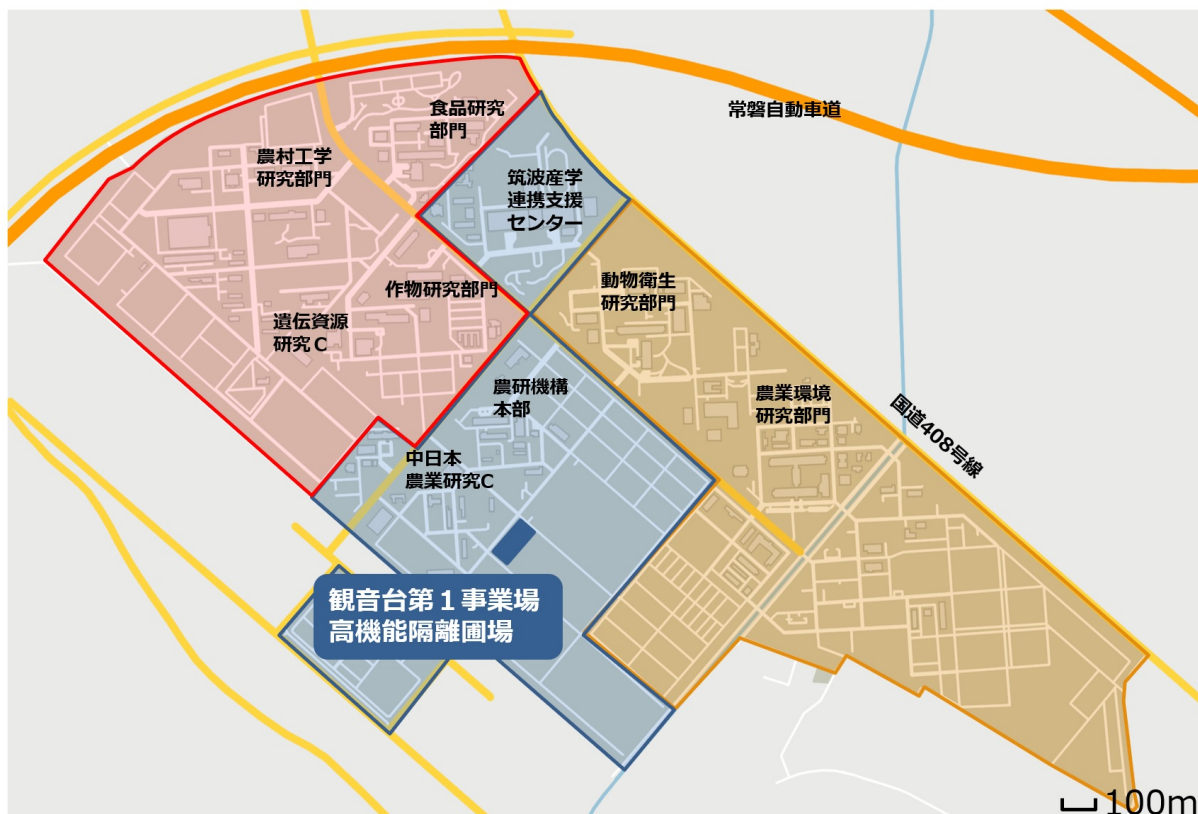 常磐自動車道
食品研究
部門
農村工学
研究部門
筑波産学
連携支援
センター
作物研究部門
動物衛生
研究部門
遺伝資源
研究C
農研機構
本部
農業環境
研究部門
国道408号線
中日本
農業研究C
観音台第1事業場
高機能隔離圃場
100m